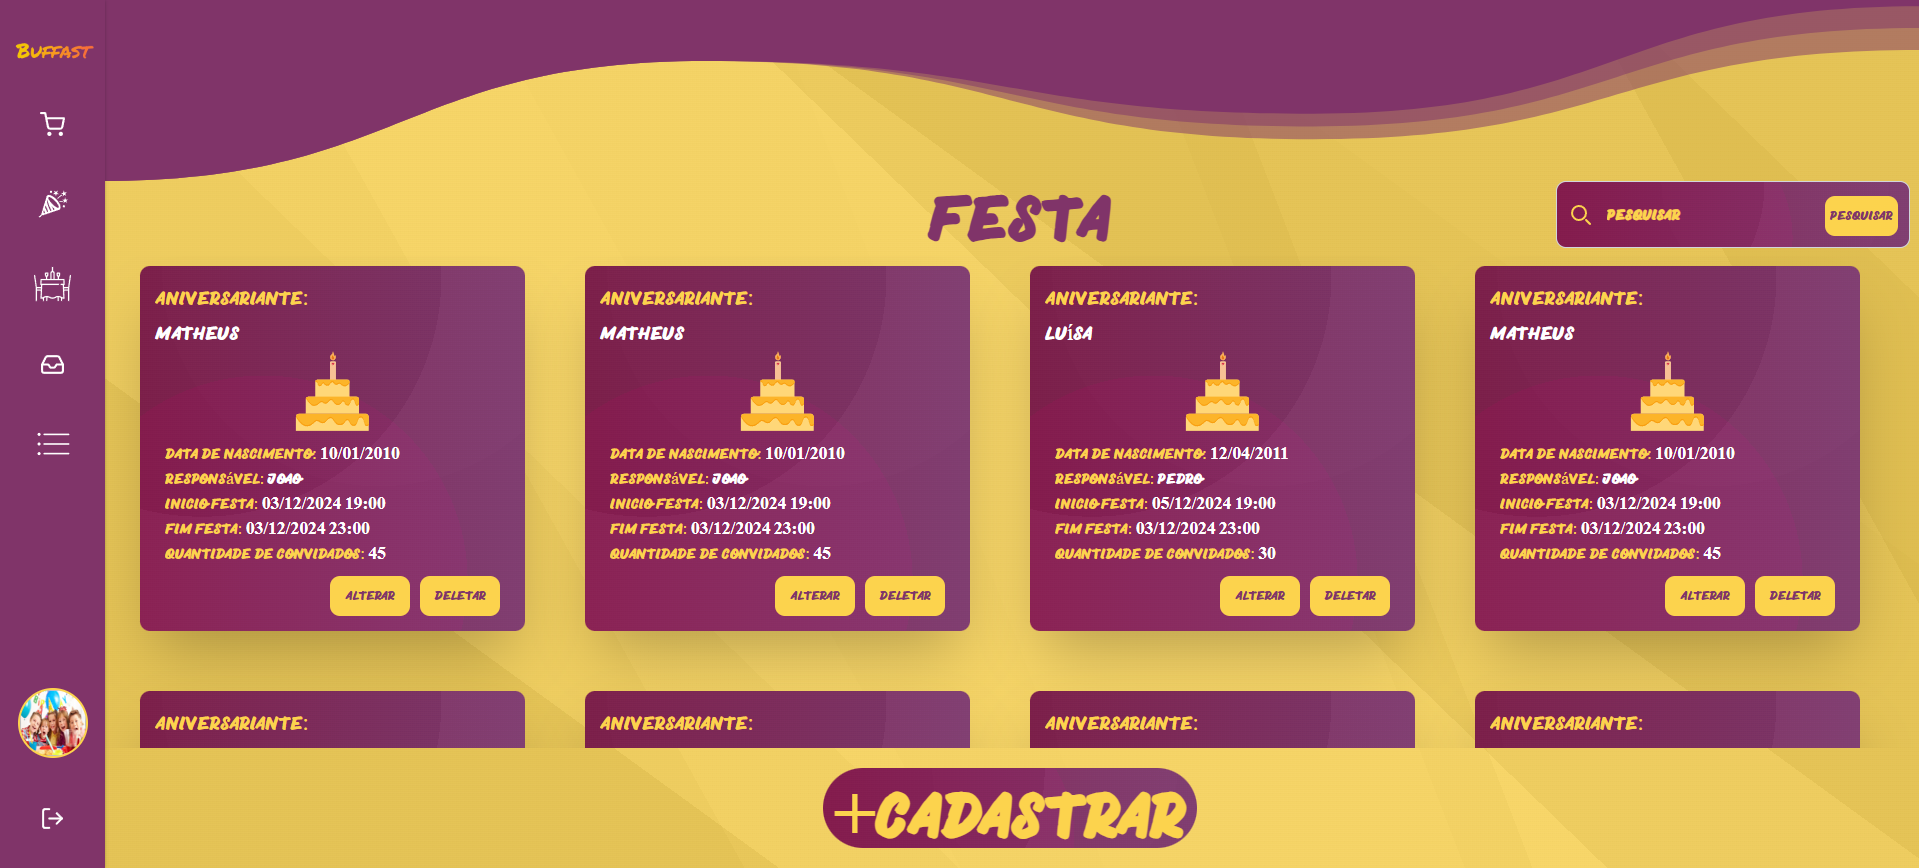 BUFFAST
FESTA
PESQUISAR
PESQUISAR
ANIVERSARIANTE:
MATHEUS
DATA DE NASCIMENTO: 10/01/2010
RESPONSÁVEL: JOAO
INICIO FESTA: 03/12/2024 19:00
FIM FESTA: 03/12/2024 23:00
QUANTIDADE DE CONVIDADOS: 45
ALTERAR
DELETAR
ANIVERSARIANTE:
MATHEUS
DATA DE NASCIMENTO: 10/01/2010
RESPONSÁVEL: JOAO
INICIO FESTA: 03/12/2024 19:00
FIM FESTA: 03/12/2024 23:00
QUANTIDADE DE CONVIDADOS: 45
ALTERAR
DELETAR
ANIVERSARIANTE:
LUÍSA
DATA DE NASCIMENTO: 12/04/2011
RESPONSÁVEL: PEDRO
INICIO FESTA: 05/12/2024 19:00
FIM FESTA: 03/12/2024 23:00
QUANTIDADE DE CONVIDADOS: 30
ALTERAR
DELETAR
ANIVERSARIANTE:
MATHEUS
DATA DE NASCIMENTO: 10/01/2010
RESPONSÁVEL: JOAO
INICIO FESTA: 03/12/2024 19:00
FIM FESTA: 03/12/2024 23:00
QUANTIDADE DE CONVIDADOS: 45
ALTERAR
DELETAR
ANIVERSARIANTE:
ANIVERSARIANTE:
ANIVERSARIANTE:
ANIVERSARIANTE:
+CADASTRAR